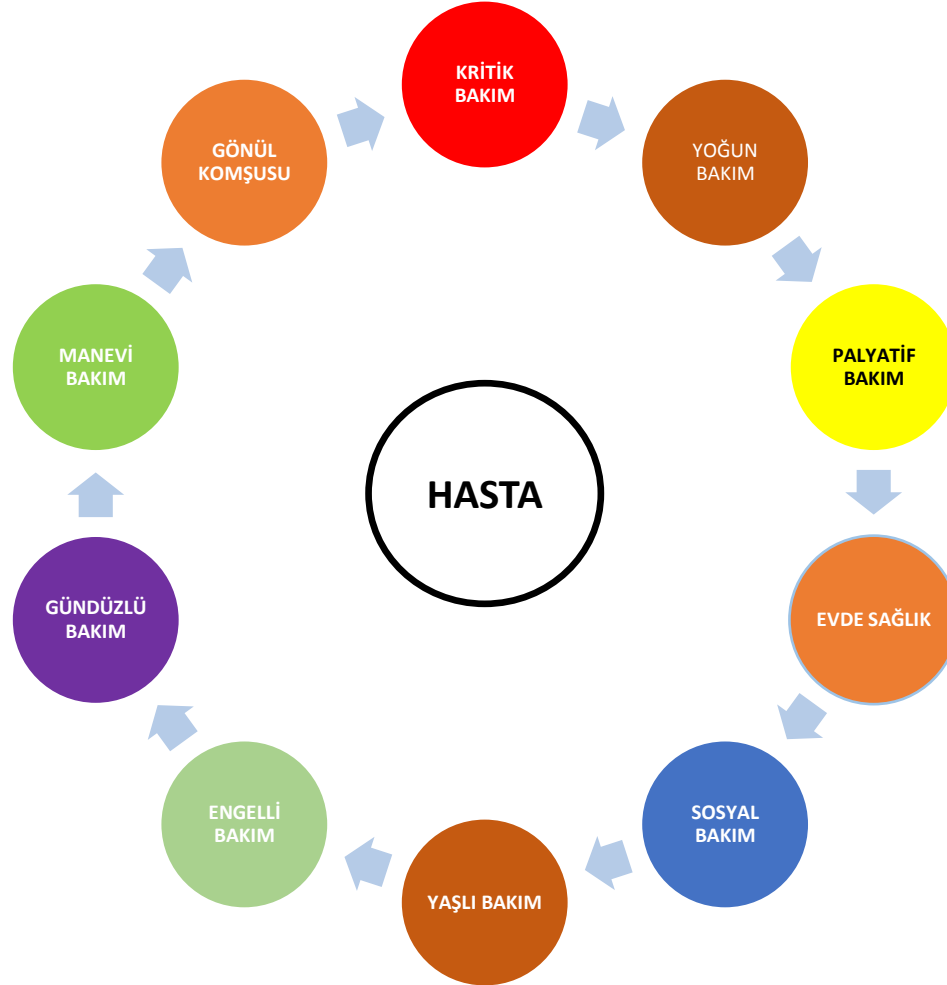 KRİTİK
BAKIM
YOĞUN
BAKIM
PALYATİF
BAKIM
EVDE SAĞLIK
SOSYAL
BAKIM
YAŞLI BAKIM
ENGELLİ
BAKIM
GÜNDÜZLÜ
BAKIM
MANEVİ
BAKIM
GÖNÜL
KOMŞUSU
HASTA